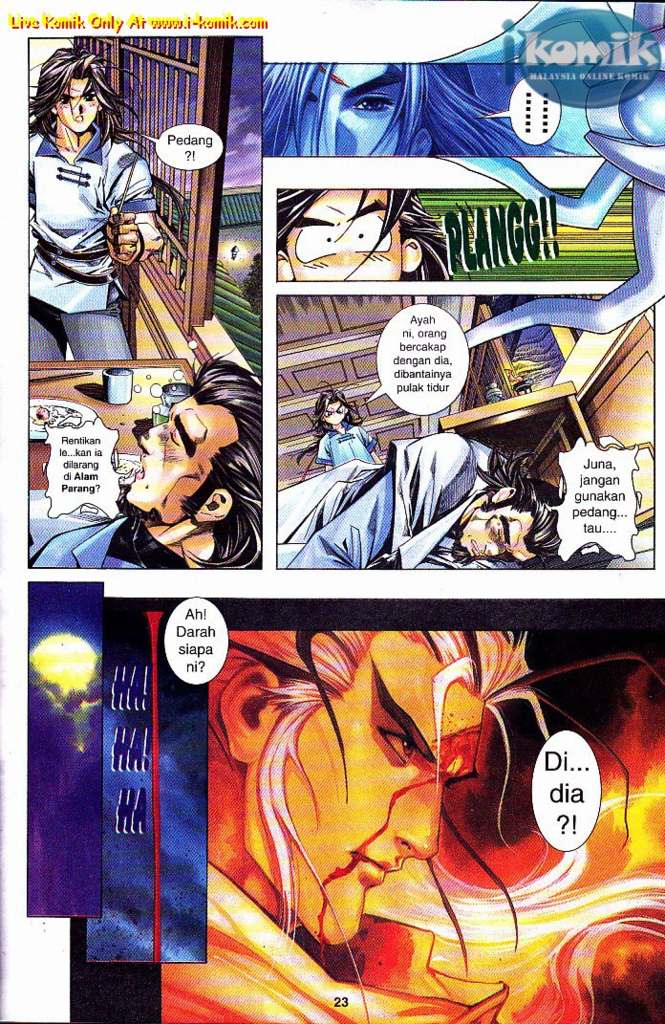 Live Komik Only At www.i-komik.com
ikomik
MALAYSIA ONLINE KOMIK
Pedang
?!
PLANGG!!
Ayah
ni, orang
bercakap
dengan dia,
dibantainya
pulak tidur
Rentikan
le...kan ia
dilarang
di Alam
Parang?
Juna,
jangan
gunakan
pedang...
tau....
Ah!
Darah
siapa
ni?
HA!
HA!
HA
Di...
dia
?!
23